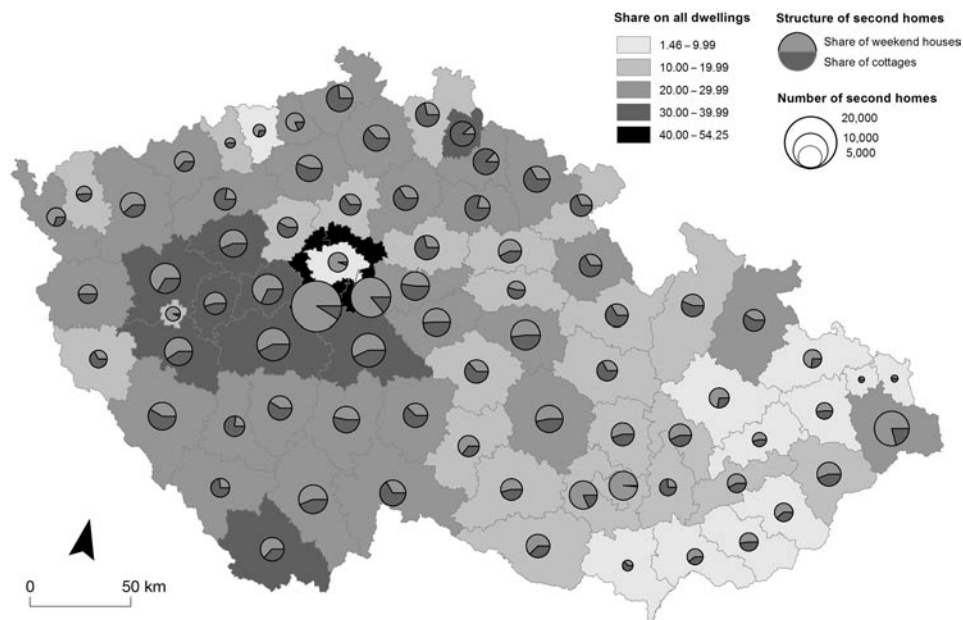 Share on all dwellings
1.46 – 9.99
10.00 – 19.99
20.00 – 29.99
30.00 – 39.99
40.00 – 54.25
Structure of second homes
Share of weekend houses
Share of cottages
Number of second homes
20,000
10,000
5,000
0 50 km